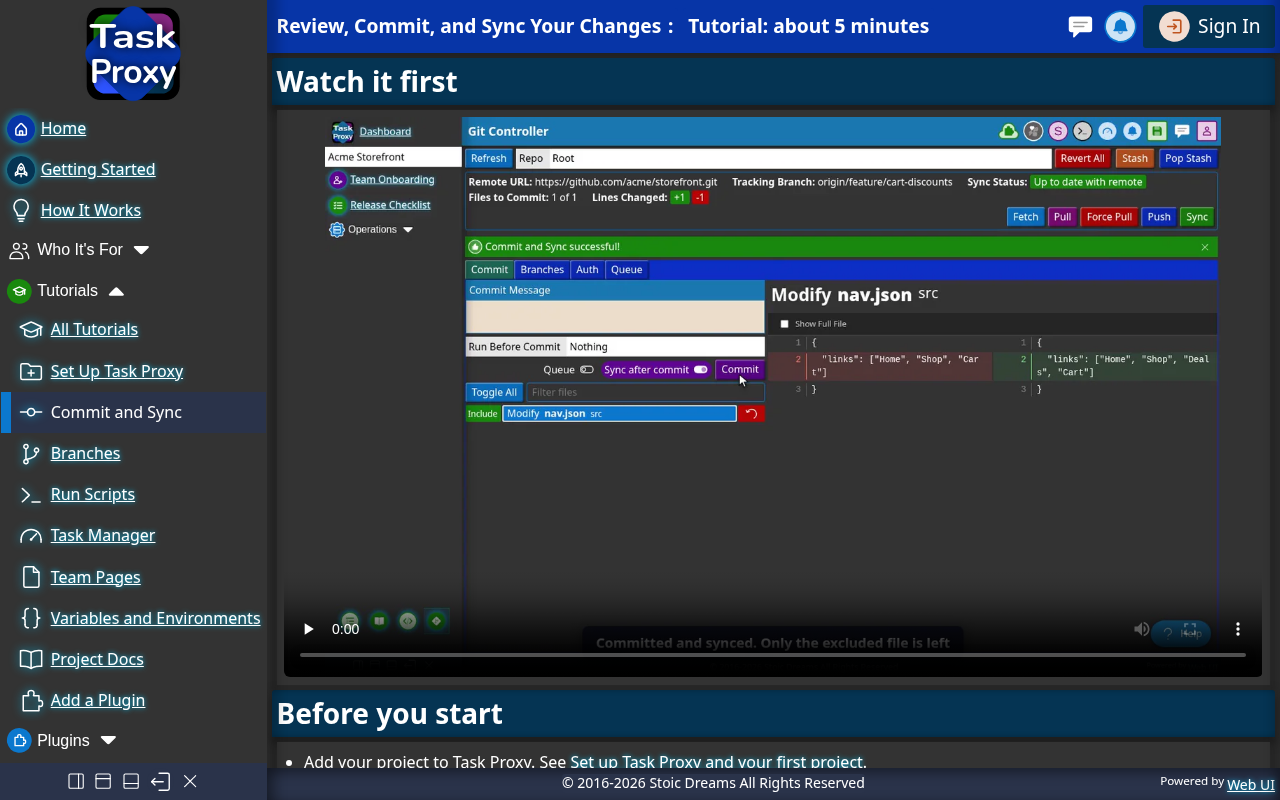 Task
Proxy
Home
Getting Started
How It Works
Who It's For
Tutorials
All Tutorials
Set Up Task Proxy
Commit and Sync
Branches
Run Scripts
Task Manager
Team Pages
Variables and Environments
Project Docs
Add a Plugin
Plugins
Review, Commit, and Sync Your Changes : Tutorial: about 5 minutes
Sign In
Watch it first
Task
Proxy
Dashboard
Acme Storefront
Team Onboarding
Release Checklist
Operations
Git Controller
Refresh Repo Root Revert All Stash Pop Stash
Remote URL: https://github.com/acme/storefront.git Tracking Branch: origin/feature/cart-discounts Sync Status: Up to date with remote
Files to Commit: 1 of 1 Lines Changed: +1 -1
Fetch Pull Force Pull Push Sync
Commit and Sync successful!
Commit Branches Auth Queue
Commit Message
Run Before Commit Nothing
Queue Sync after commit Commit
Toggle All Filter files
Include Modify nav.json src
Modify nav.json src
Show Full File
1 { 1 {
2 "links": ["Home", "Shop", "Car 2 "links": ["Home", "Shop", "Deal
t"] s", "Cart"]
3 } 3 }
Committed and synced. Only the excluded file is left
? Help
0:00
Before you start
Add your project to Task Proxy. See Set up Task Proxy and your first project.
© 2016-2026 Stoic Dreams All Rights Reserved
Powered by Web UI